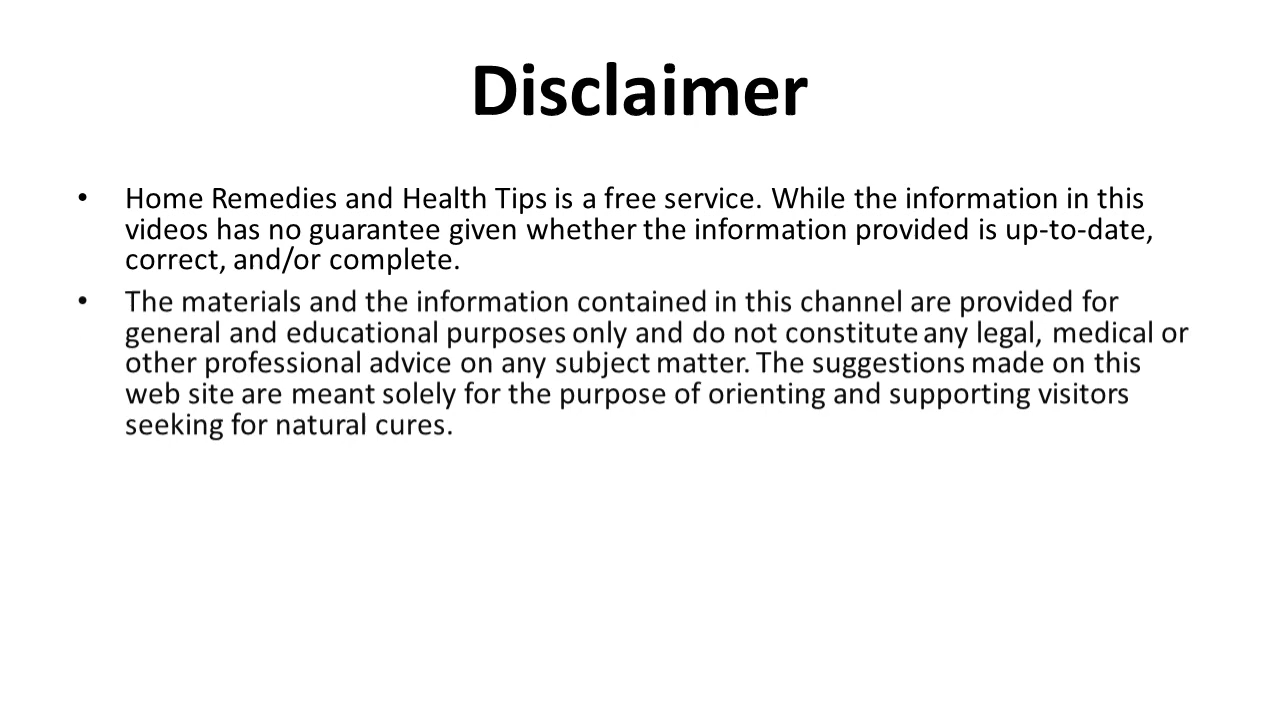 Disclaimer
• Home Remedies and Health Tips is a free service. While the information in this
videos has no guarantee given whether the information provided is up-to-date,
correct, and/or complete.
• The materials and the information contained in this channel are provided for
general and educational purposes only and do not constitute any legal, medical or
other professional advice on any subject matter. The suggestions made on this
web site are meant solely for the purpose of orienting and supporting visitors
seeking for natural cures.